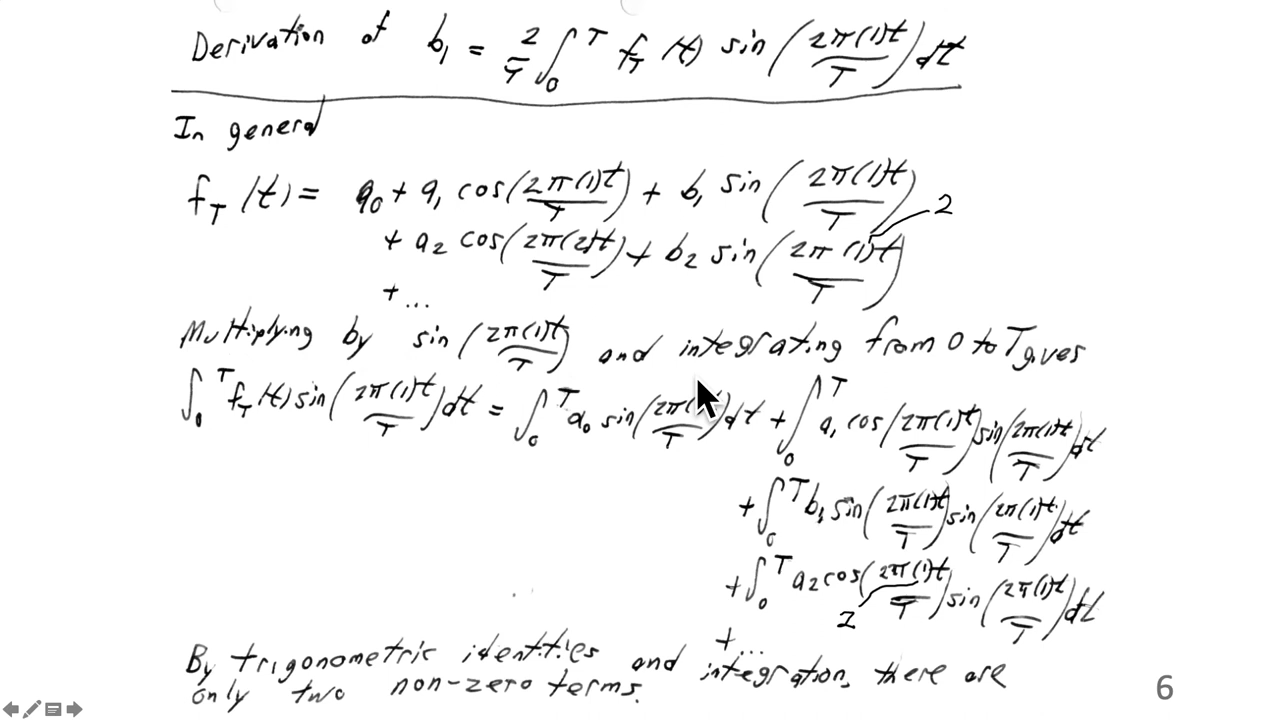 Derivation of b₁ = 2/T ∫₀ᵀ f_T (t) sin (2π(1)t/T) dt
In general
f_T (t) = a₀ + a₁ cos(2π(1)t/T) + b₁ sin (2π(1)t/T)
2
+ a₂ cos(2π(2)t/T) + b₂ sin (2π(1)t/T)
+ ...
Multiplying by sin (2π(1)t/T) and integrating from 0 to T gives
∫₀ᵀ f_T(t) sin(2π(1)t/T) dt = ∫₀ᵀ a₀ sin(2π(1)t/T) dt + ∫₀ᵀ a₁ cos(2π(1)t/T) sin(2π(1)t/T) dt
+ ∫₀ᵀ b₁ sin(2π(1)t/T) sin(2π(1)t/T) dt
+ ∫₀ᵀ a₂ cos(2π(1)t/T) sin(2π(1)t/T) dt
2
+ ...
By trigonometric identities and integration, there are
only two non-zero terms.
6